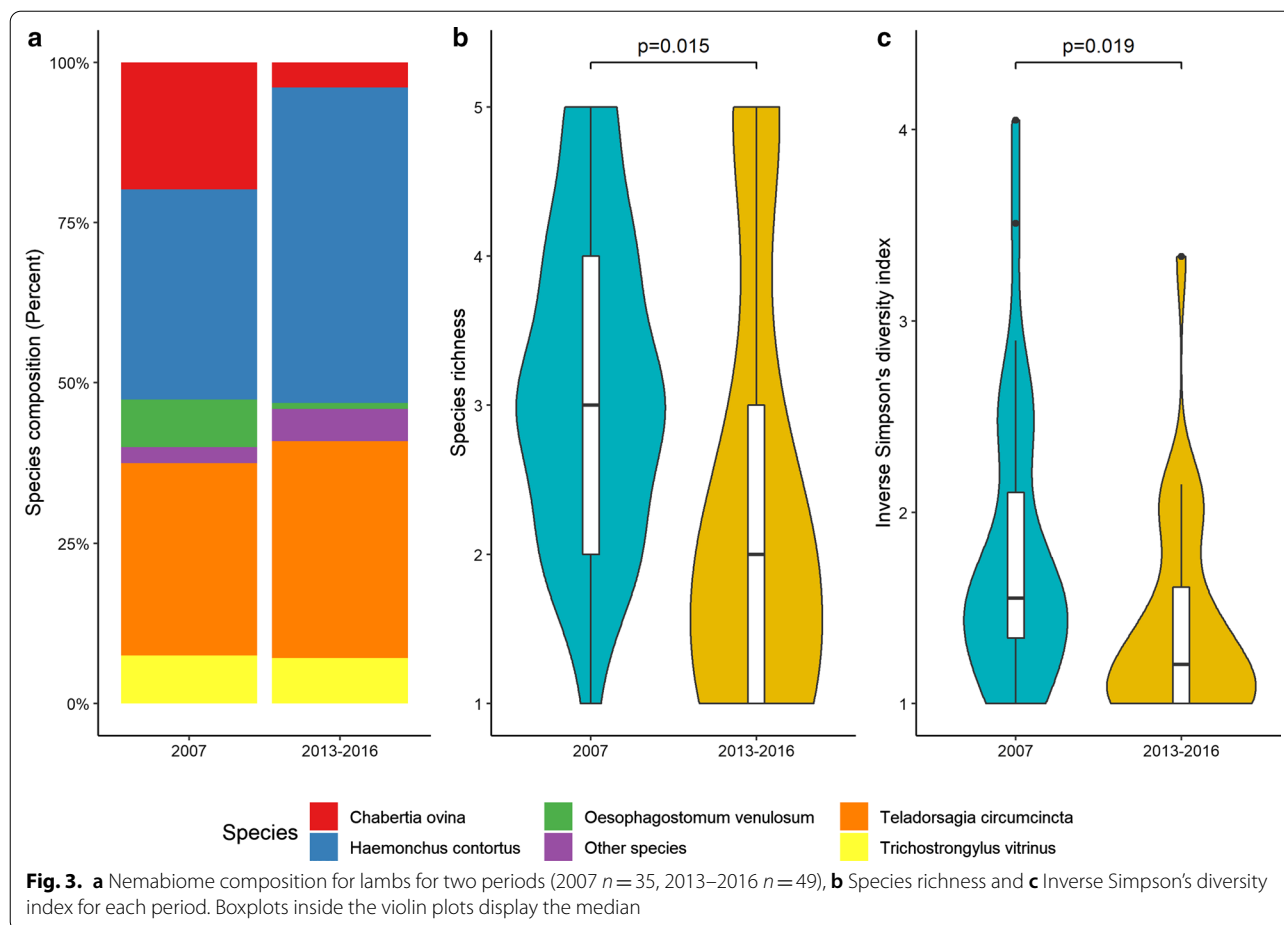 a
Species composition (Percent)
100%
75%
50%
25%
0%
2007
2013-2016
b
p=0.015
Species richness
5
4
3
2
1
2007
2013-2016
c
p=0.019
Inverse Simpson's diversity index
4
3
2
1
2007
2013-2016
Species
Chabertia ovina
Oesophagostomum venulosum
Teladorsagia circumcincta
Haemonchus contortus
Other species
Trichostrongylus vitrinus
Fig. 3. a Nemabiome composition for lambs for two periods (2007 n = 35, 2013–2016 n = 49), b Species richness and c Inverse Simpson’s diversity
index for each period. Boxplots inside the violin plots display the median